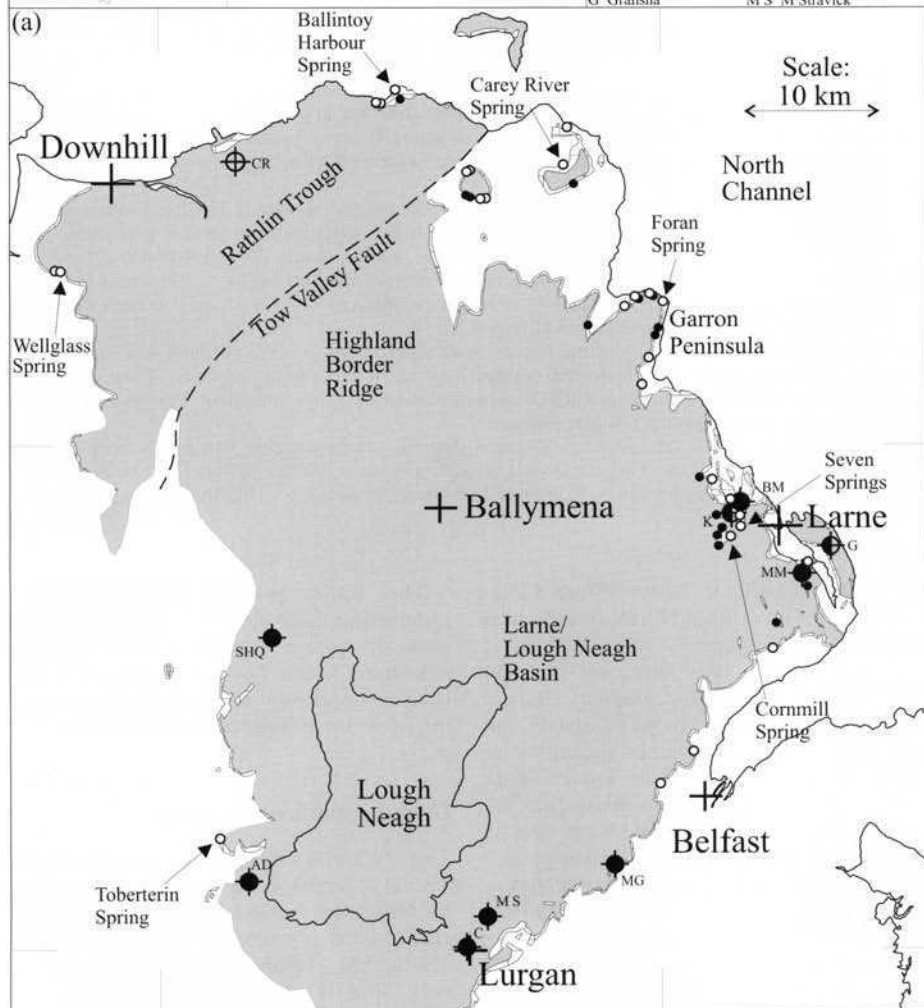 G Gransha
M S M'Stravick
(a)
Ballintoy
Harbour
Spring
Carey River
Spring
Scale:
10 km
Downhill
CR
North
Channel
Rathlin Trough
Foran
Spring
Tow Valley Fault
Garron
Peninsula
Wellglass
Spring
Highland
Border
Ridge
Seven
Springs
BM
Ballymena
K
Larne
G
MM
Larne/
Lough Neagh
Basin
SHQ
Cornmill
Spring
Lough
Neagh
Belfast
Toberterin
Spring
AD
MG
M S
C
Lurgan